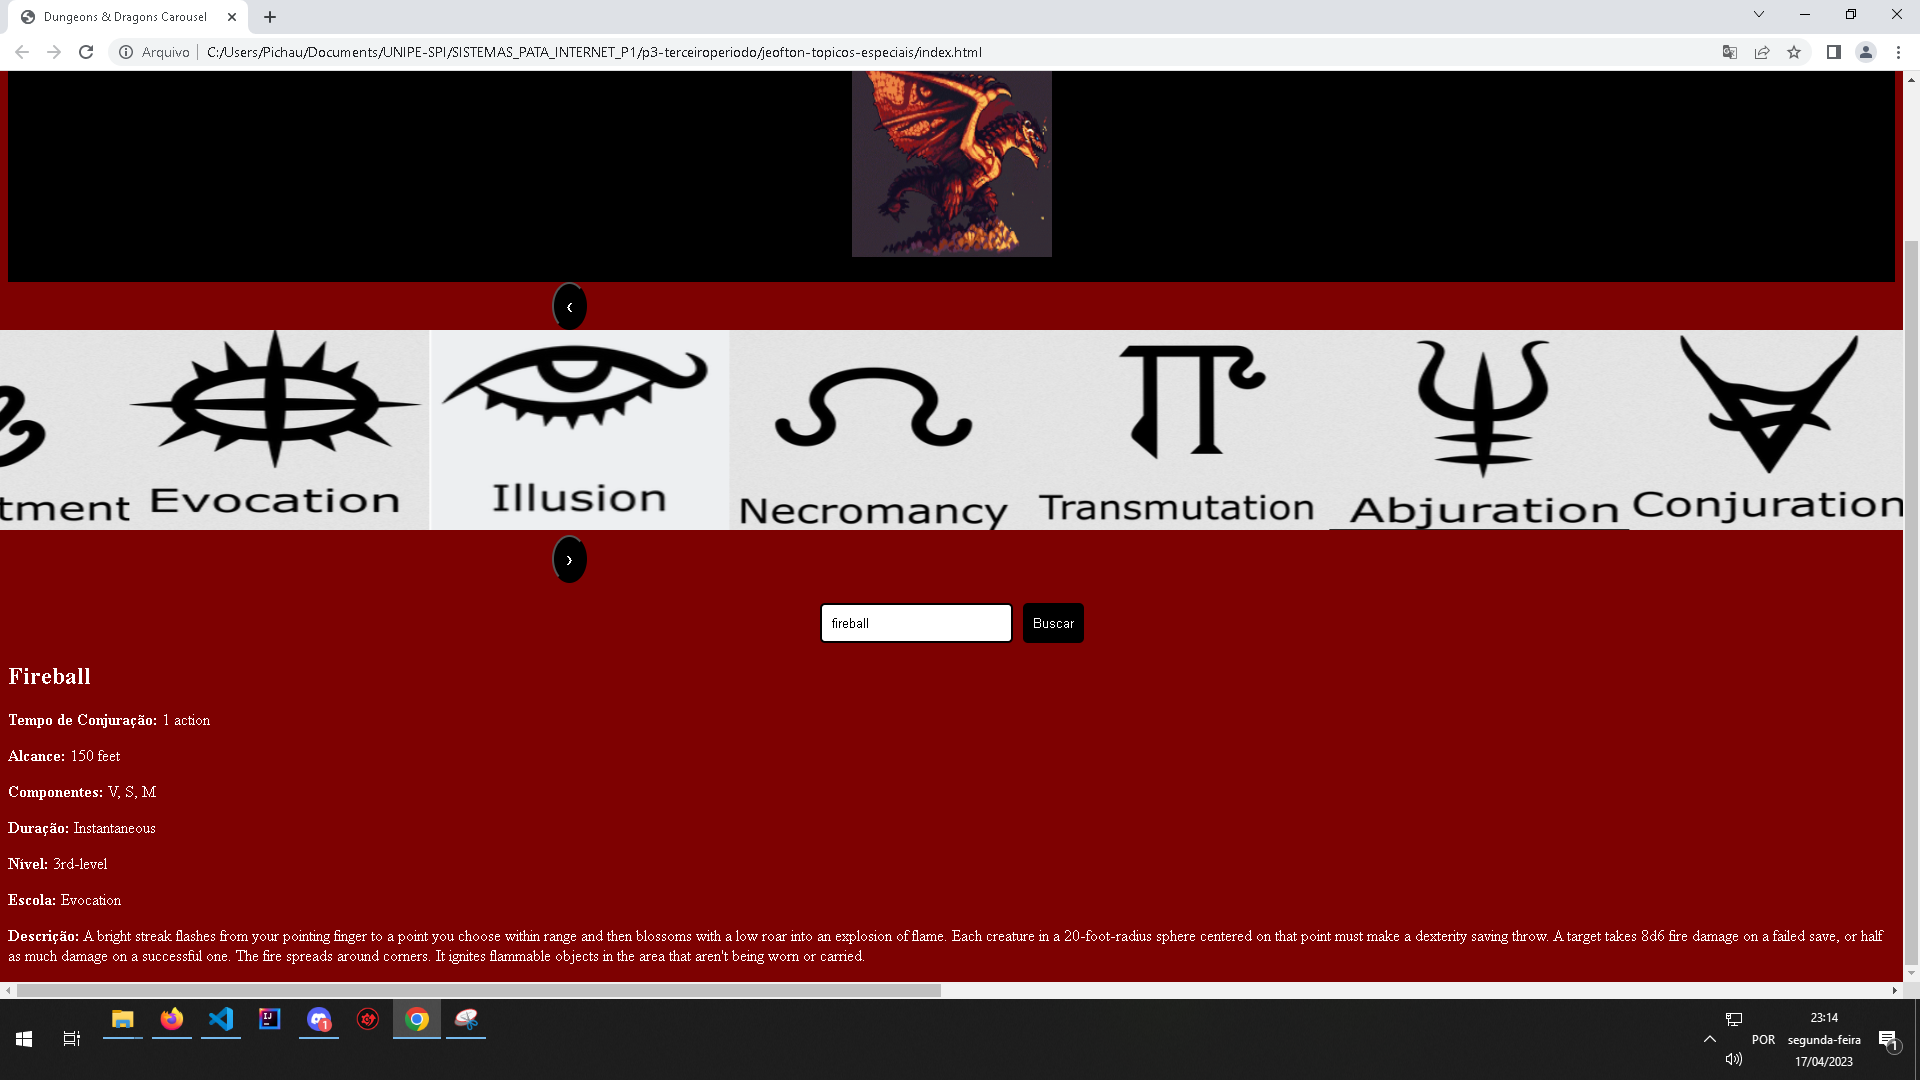 Dungeons & Dragons Carousel
Arquivo C:/Users/Pichau/Documents/UNIPE-SPI/SISTEMAS_PATA_INTERNET_P1/p3-terceiroperiodo/jeofton-topicos-especiais/index.html
‹
tment Evocation Illusion Necromancy Transmutation Abjuration Conjuration
›
fireball Buscar
Fireball
Tempo de Conjuração: 1 action
Alcance: 150 feet
Componentes: V, S, M
Duração: Instantaneous
Nível: 3rd-level
Escola: Evocation
Descrição: A bright streak flashes from your pointing finger to a point you choose within range and then blossoms with a low roar into an explosion of flame. Each creature in a 20-foot-radius sphere centered on that point must make a dexterity saving throw. A target takes 8d6 fire damage on a failed save, or half
as much damage on a successful one. The fire spreads around corners. It ignites flammable objects in the area that aren't being worn or carried.
IJ
1
23:14
POR segunda-feira 1
17/04/2023